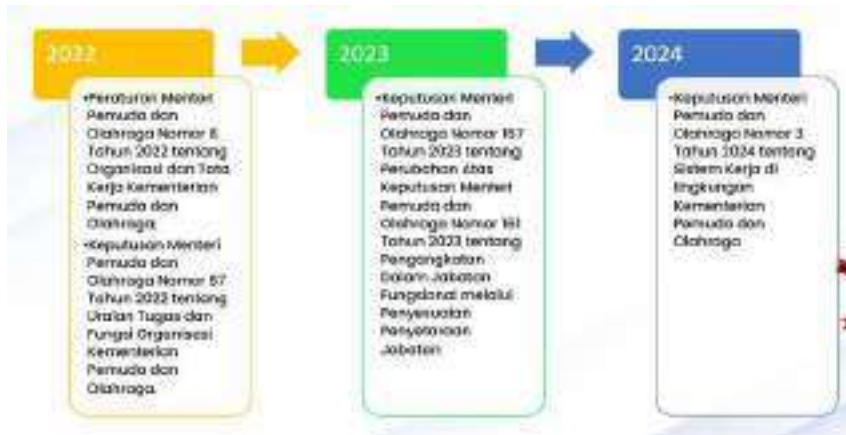 2022
•Peraturan Menteri
Pemuda dan
Olahraga Nomor 8
Tahun 2022 tentang
Organisasi dan Tata
Kerja Kementerian
Pemuda dan
Olahraga;
•Keputusan Menteri
Pemuda dan
Olahraga Nomor 67
Tahun 2022 tentang
Uraian Tugas dan
Fungsi Organisasi
Kementerian
Pemuda dan
Olahraga.
2023
•Keputusan Menteri
Pemuda dan
Olahraga Nomor 157
Tahun 2023 tentang
Perubahan Atas
Keputusan Menteri
Pemuda dan
Olahraga Nomor 151
Tahun 2023 tentang
Pengangkatan
Dalam Jabatan
Fungsional melalui
Penyesuaian
Penyetaraan
Jabatan
2024
•Keputusan Menteri
Pemuda dan
Olahraga Nomor 3
Tahun 2024 tentang
Sistem Kerja di
lingkungan
Kementerian
Pemuda dan
Olahraga